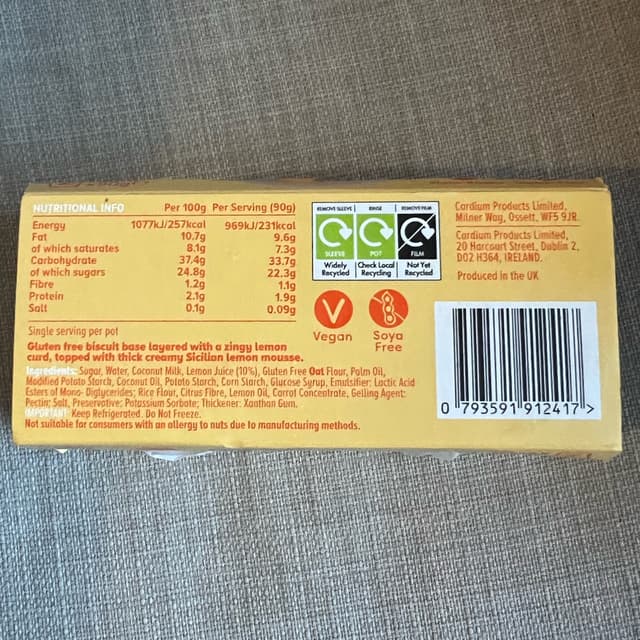 NUTRITIONAL INFO Per 100g Per Serving (90g)
Energy 1077kJ/257kcal 969kJ/231kcal
Fat 10.7g 9.6g
of which saturates 8.1g 7.3g
Carbohydrate 37.4g 33.7g
of which sugars 24.8g 22.3g
Fibre 1.2g 1.1g
Protein 2.1g 1.9g
Salt 0.1g 0.09g
Single serving per pot
Gluten free biscuit base layered with a zingy lemon
curd, topped with thick creamy Sicilian lemon mousse.
Ingredients: Sugar, Water, Coconut Milk, Lemon Juice (10%), Gluten Free Oat Flour, Palm Oil,
Modified Potato Starch, Coconut Oil, Potato Starch, Corn Starch, Glucose Syrup, Emulsifier: Lactic Acid
Esters of Mono- Diglycerides; Rice Flour, Citrus Fibre, Lemon Oil, Carrot Concentrate, Gelling Agent:
Pectin; Salt, Preservative: Potassium Sorbate; Thickener: Xanthan Gum.
IMPORTANT: Keep Refrigerated. Do Not Freeze.
Not suitable for consumers with an allergy to nuts due to manufacturing methods.
REMOVE SLEEVE RINSE REMOVE FILM
SLEEVE POT FILM
Widely Recycled
Check Local Recycling
Not Yet Recycled
V
Vegan
Soya
Free
Cardium Products Limited,
Milner Way, Ossett, WF5 9JR.
Cardium Products Limited,
20 Harcourt Street, Dublin 2,
D02 H364, IRELAND.
Produced in the UK
0 793591 912417 >